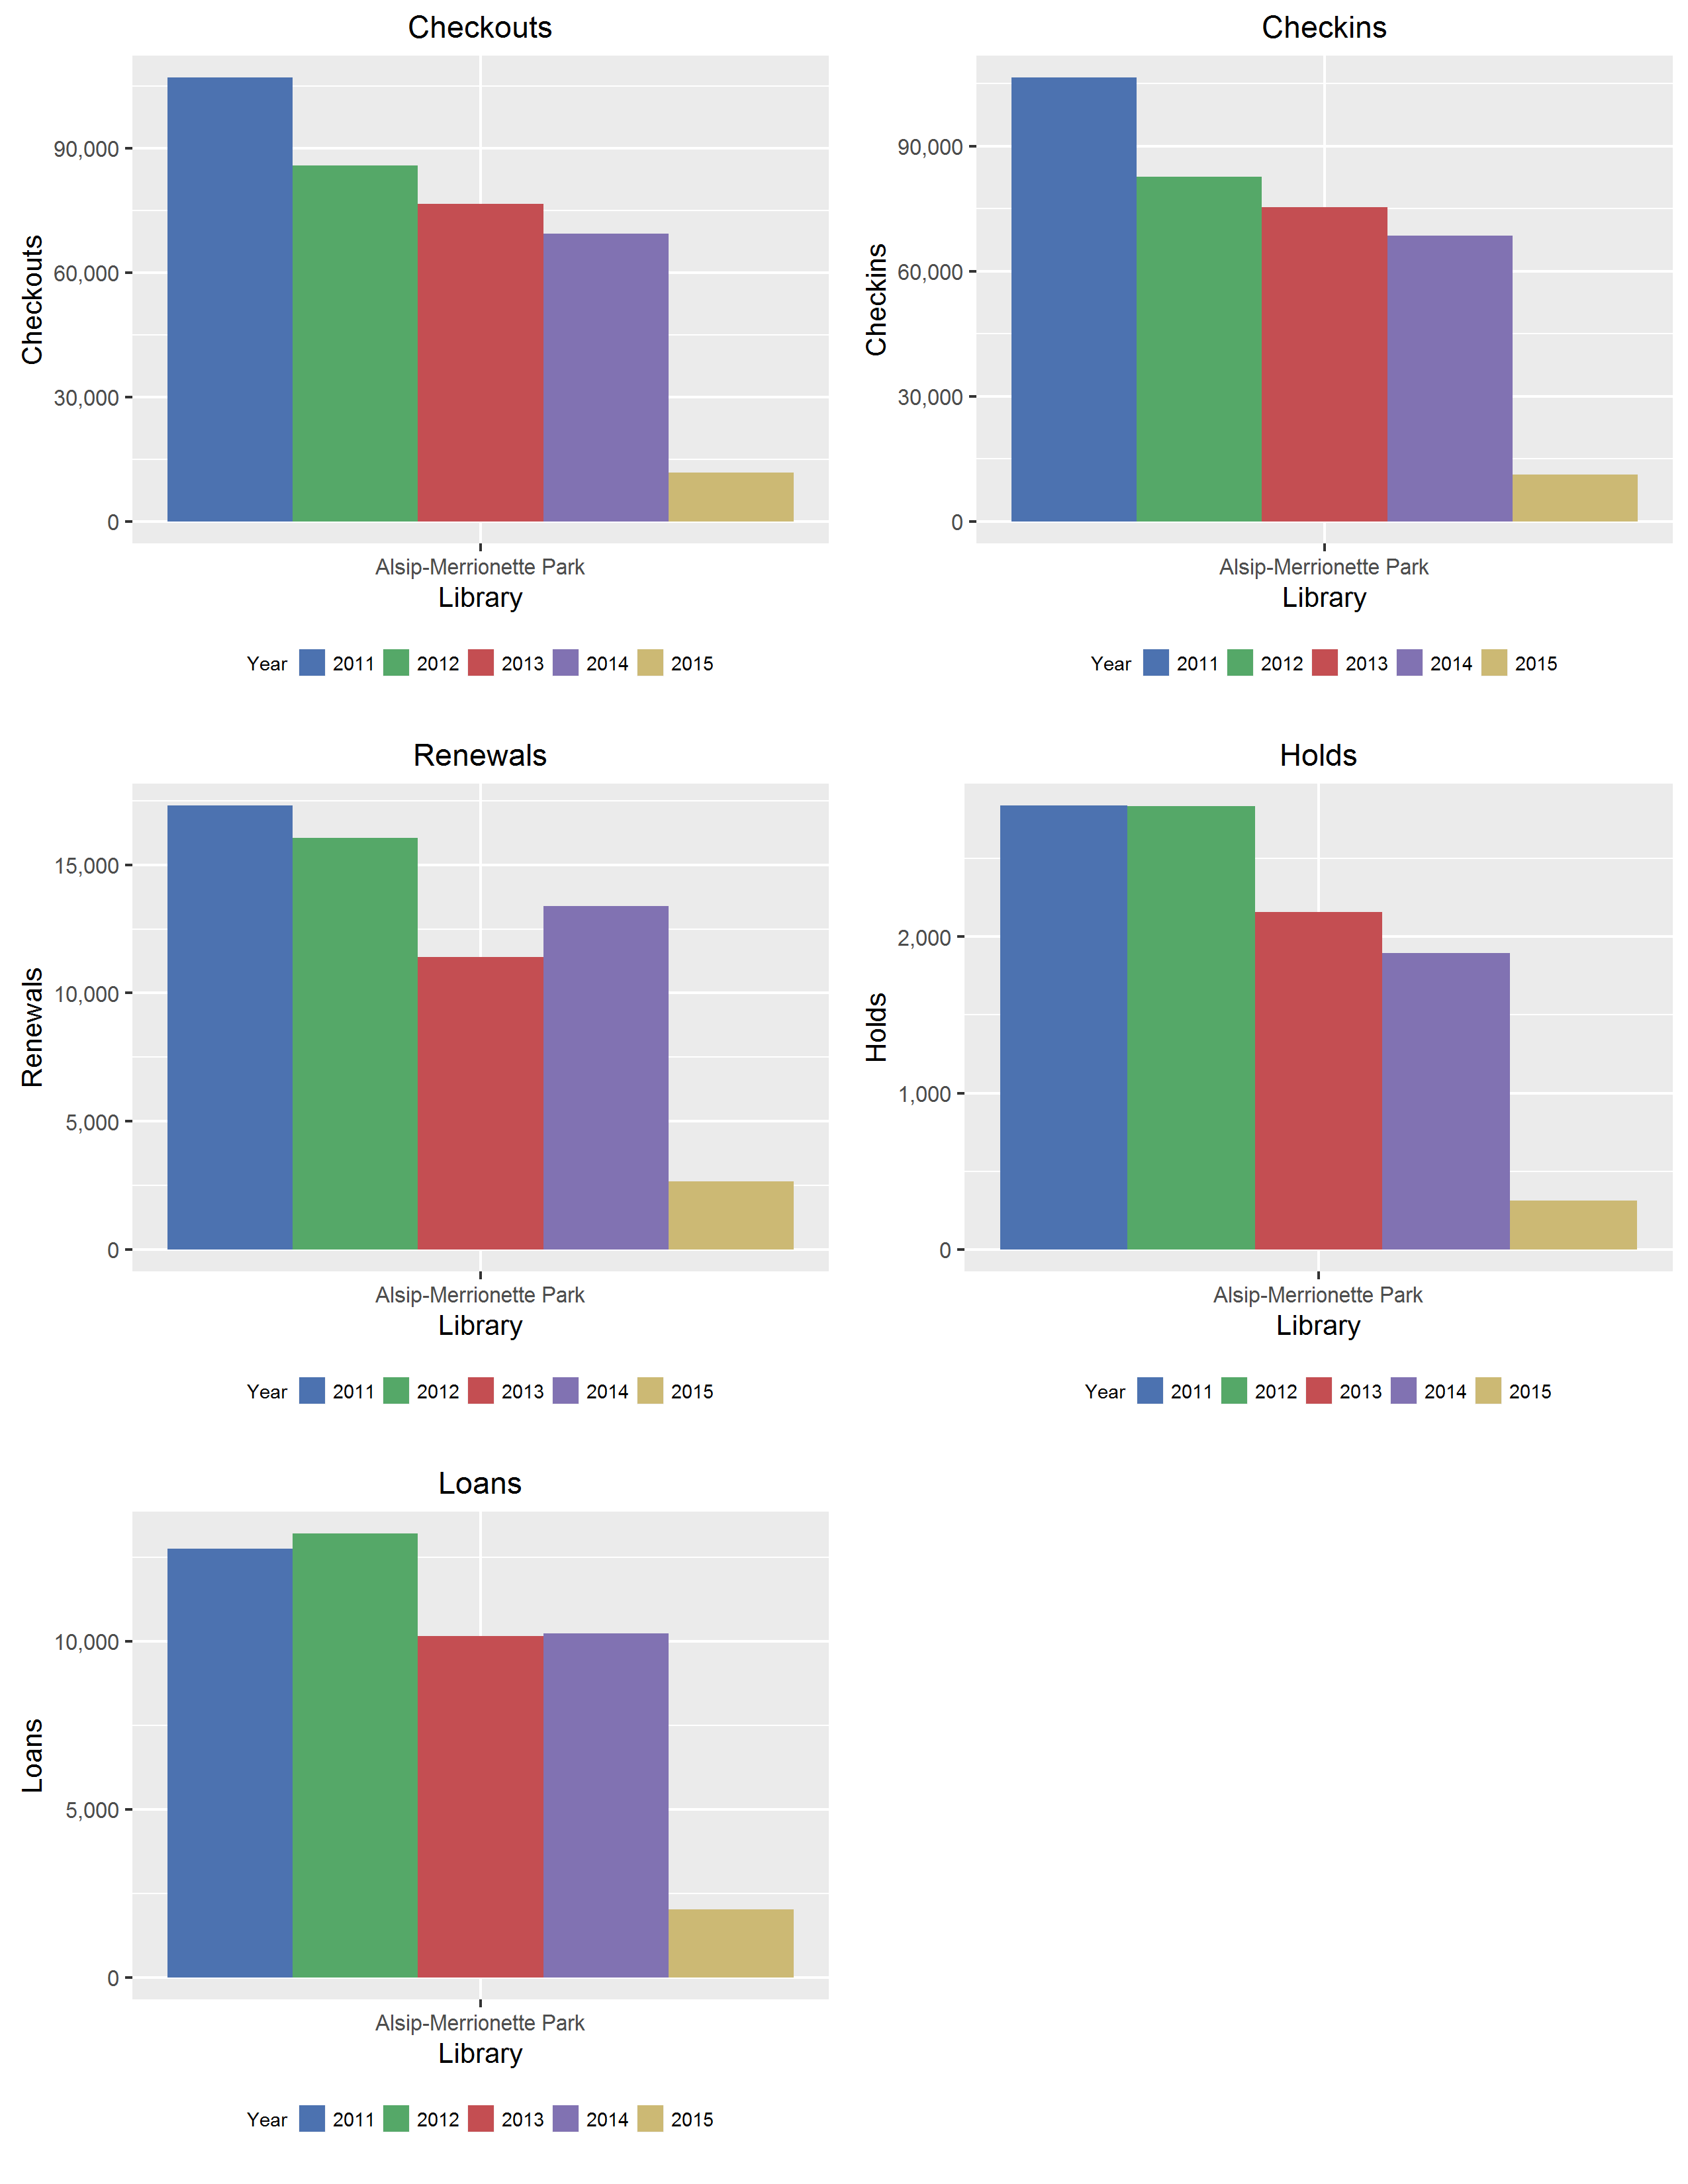 Checkouts
Checkouts
90,000
60,000
30,000
0
Alsip-Merrionette Park
Library
Year 2011 2012 2013 2014 2015
Checkins
Checkins
90,000
60,000
30,000
0
Alsip-Merrionette Park
Library
Year 2011 2012 2013 2014 2015
Renewals
Renewals
15,000
10,000
5,000
0
Alsip-Merrionette Park
Library
Year 2011 2012 2013 2014 2015
Holds
Holds
2,000
1,000
0
Alsip-Merrionette Park
Library
Year 2011 2012 2013 2014 2015
Loans
Loans
10,000
5,000
0
Alsip-Merrionette Park
Library
Year 2011 2012 2013 2014 2015